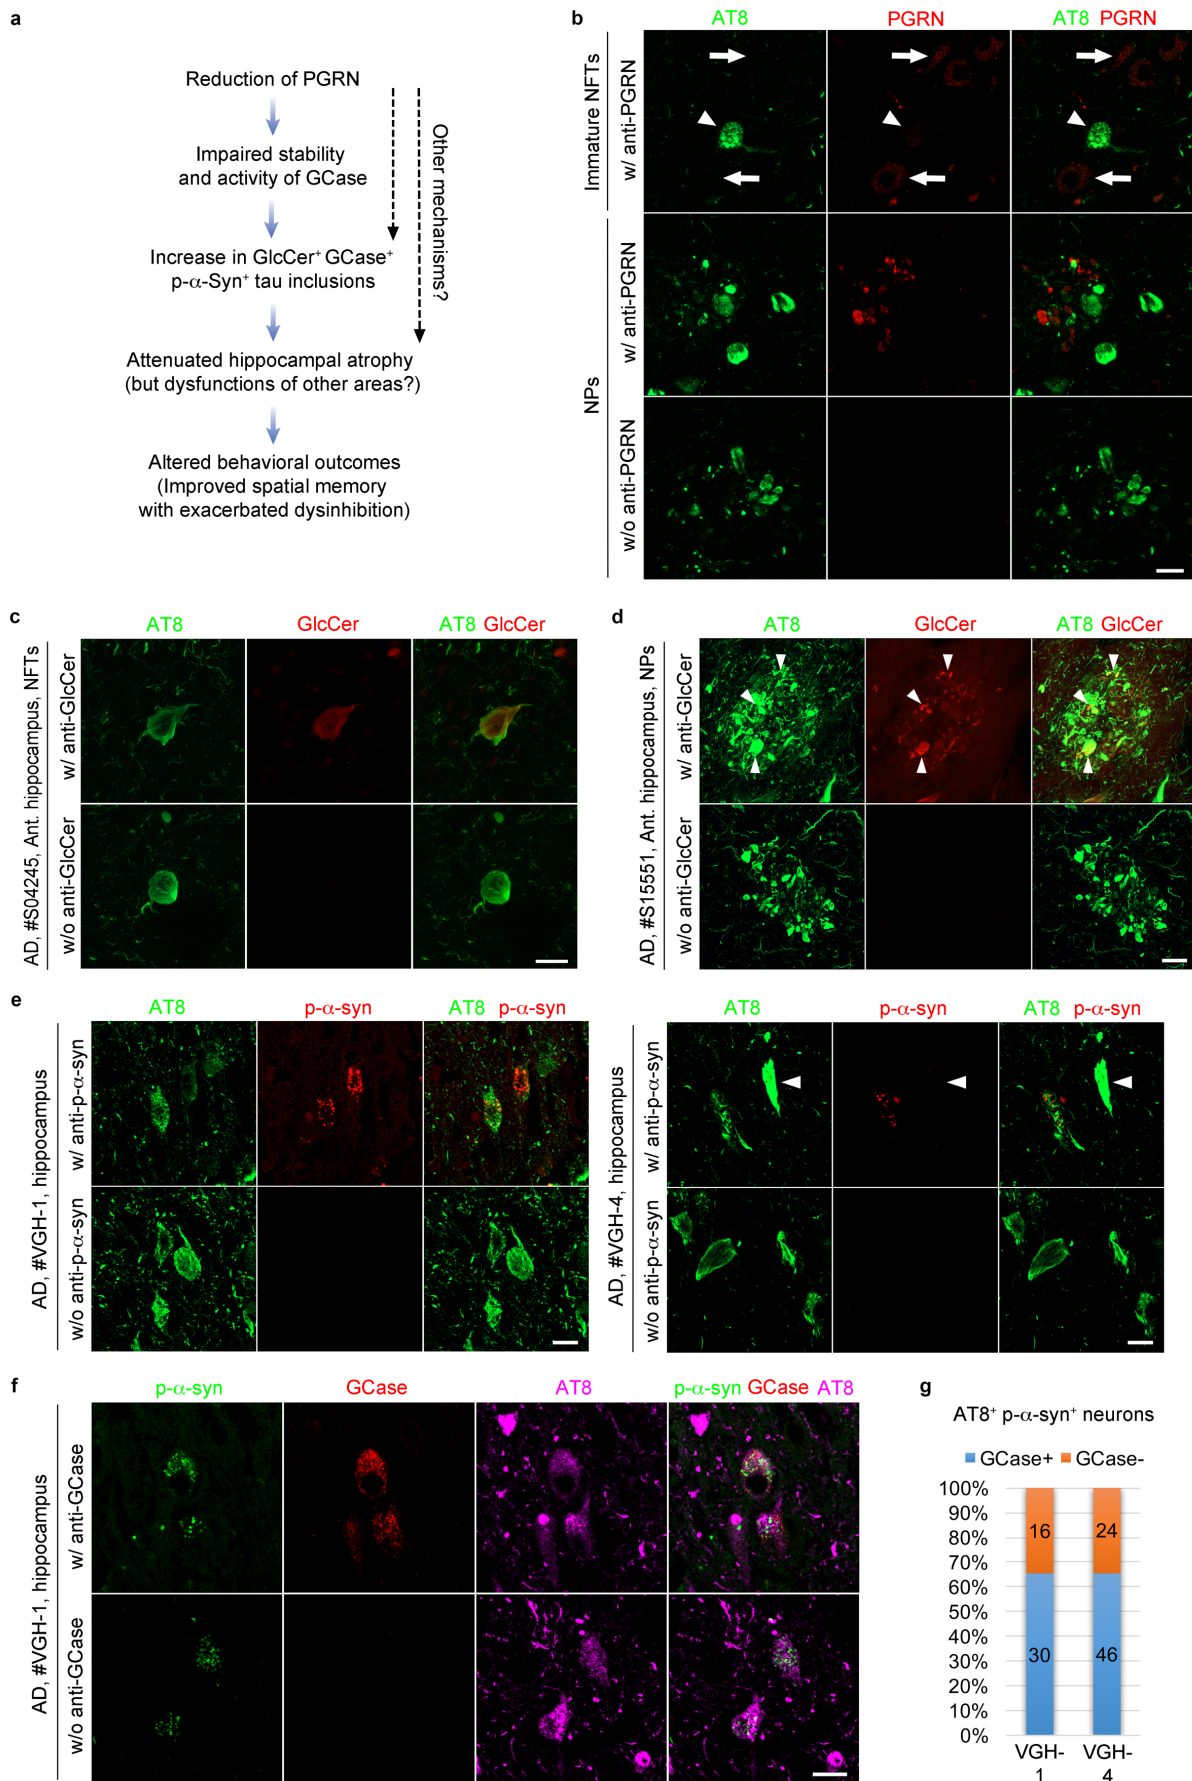 a
Reduction of PGRN
Impaired stability
and activity of GCase
Increase in GlcCer⁺ GCase⁺
p-α-Syn⁺ tau inclusions
Attenuated hippocampal atrophy
(but dysfunctions of other areas?)
Altered behavioral outcomes
(Improved spatial memory
with exacerbated dysinhibition)
Other mechanisms?
b
AT8
PGRN
AT8 PGRN
Immature NFTs
w/ anti-PGRN
NPs
w/ anti-PGRN
w/o anti-PGRN
c
AT8
GlcCer
AT8 GlcCer
AD, #S04245, Ant. hippocampus, NFTs
w/ anti-GlcCer
w/o anti-GlcCer
d
AT8
GlcCer
AT8 GlcCer
AD, #S15551, Ant. hippocampus, NPs
w/ anti-GlcCer
w/o anti-GlcCer
e
AT8
p-α-syn
AT8 p-α-syn
AD, #VGH-1, hippocampus
w/ anti-p-α-syn
w/o anti-p-α-syn
AT8
p-α-syn
AT8 p-α-syn
AD, #VGH-4, hippocampus
w/ anti-p-α-syn
w/o anti-p-α-syn
f
p-α-syn
GCase
AT8
p-α-syn GCase AT8
AD, #VGH-1, hippocampus
w/ anti-GCase
w/o anti-GCase
g
AT8⁺ p-α-syn⁺ neurons
GCase+ GCase-
100%
90%
80%
70%
60%
50%
40%
30%
20%
10%
0%
16
24
30
46
VGH-
1
VGH-
4